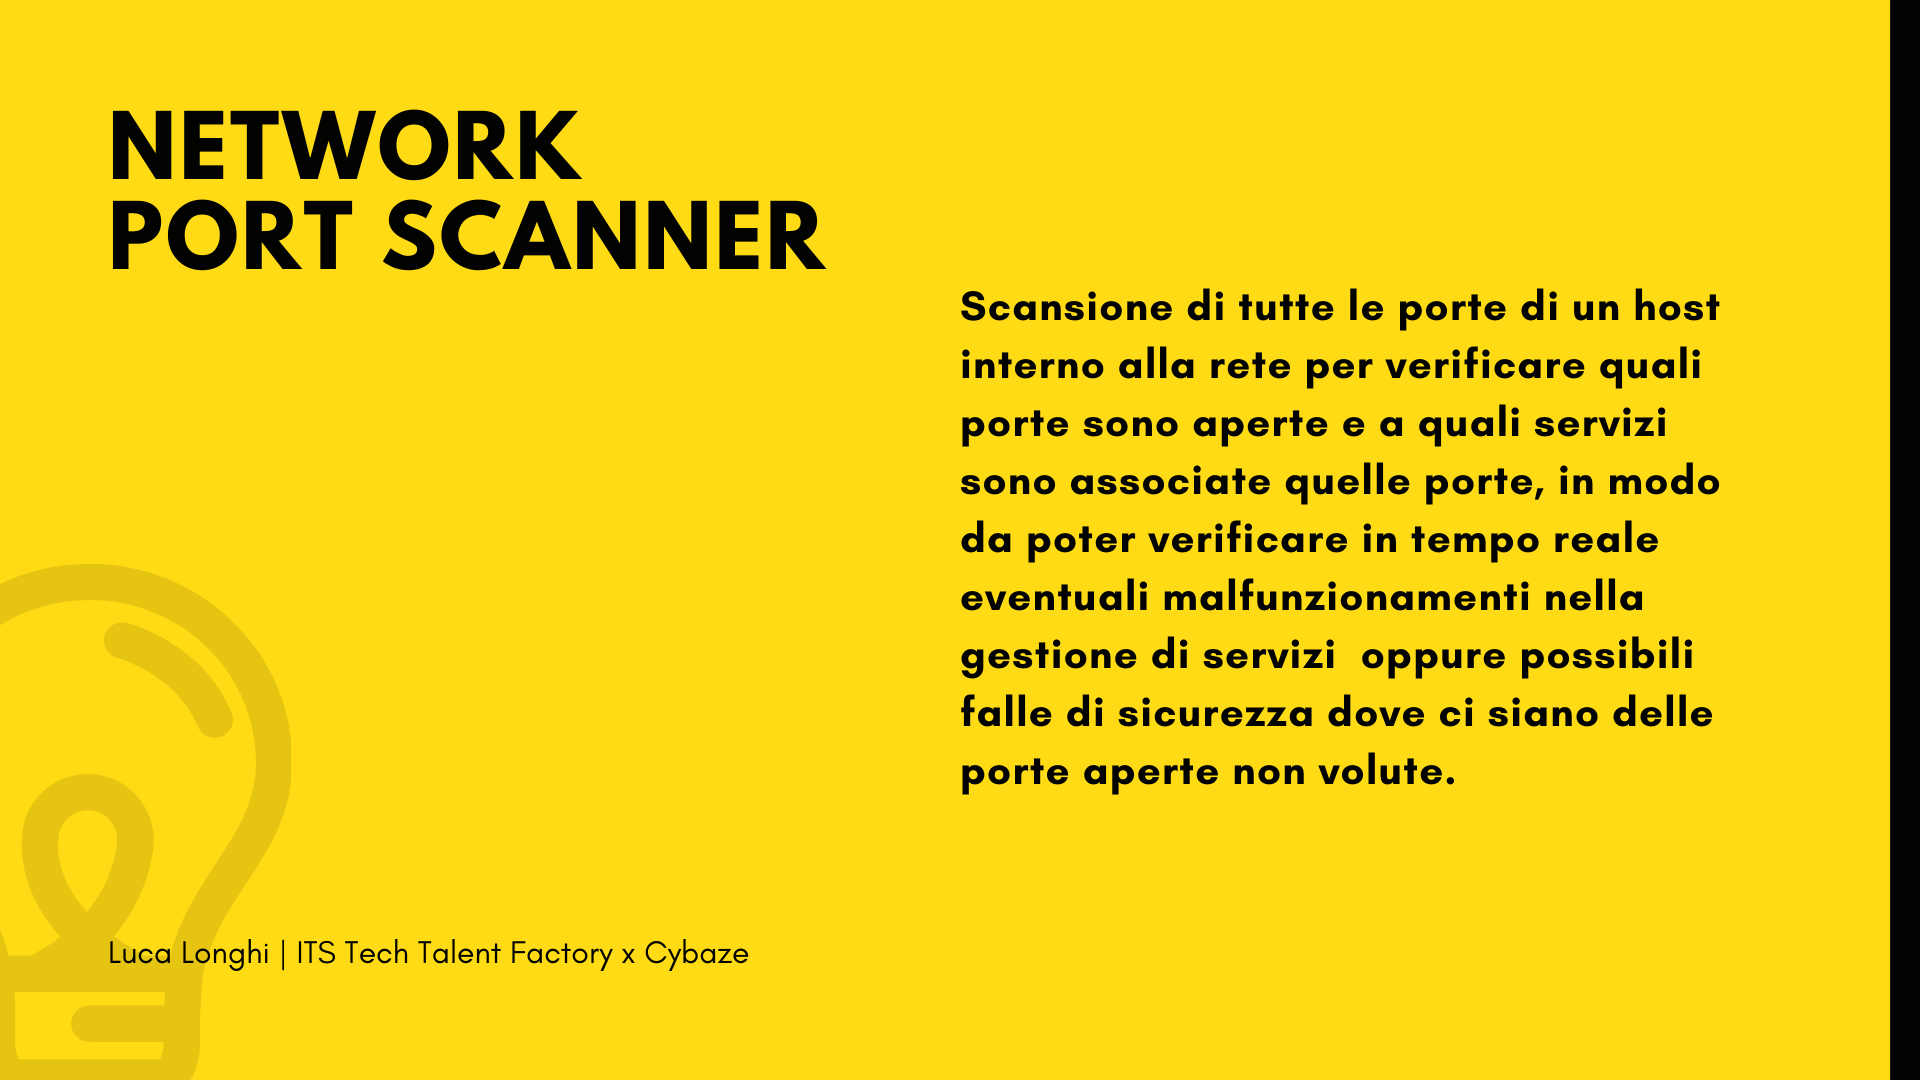 NETWORK
PORT SCANNER
Scansione di tutte le porte di un host
interno alla rete per verificare quali
porte sono aperte e a quali servizi
sono associate quelle porte, in modo
da poter verificare in tempo reale
eventuali malfunzionamenti nella
gestione di servizi  oppure possibili
falle di sicurezza dove ci siano delle
porte aperte non volute.
Luca Longhi | ITS Tech Talent Factory x Cybaze